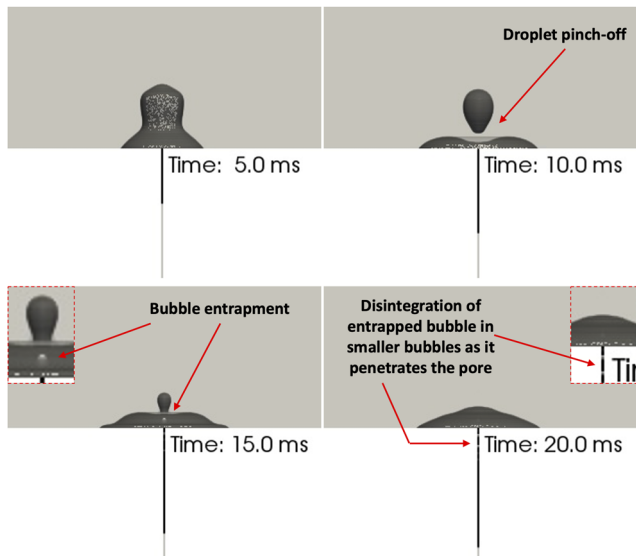 Droplet pinch-off
Time: 5.0 ms
Time: 10.0 ms
Bubble entrapment
Disintegration of
entrapped bubble in
smaller bubbles as it
penetrates the pore
Tir
Time: 15.0 ms
Time: 20.0 ms